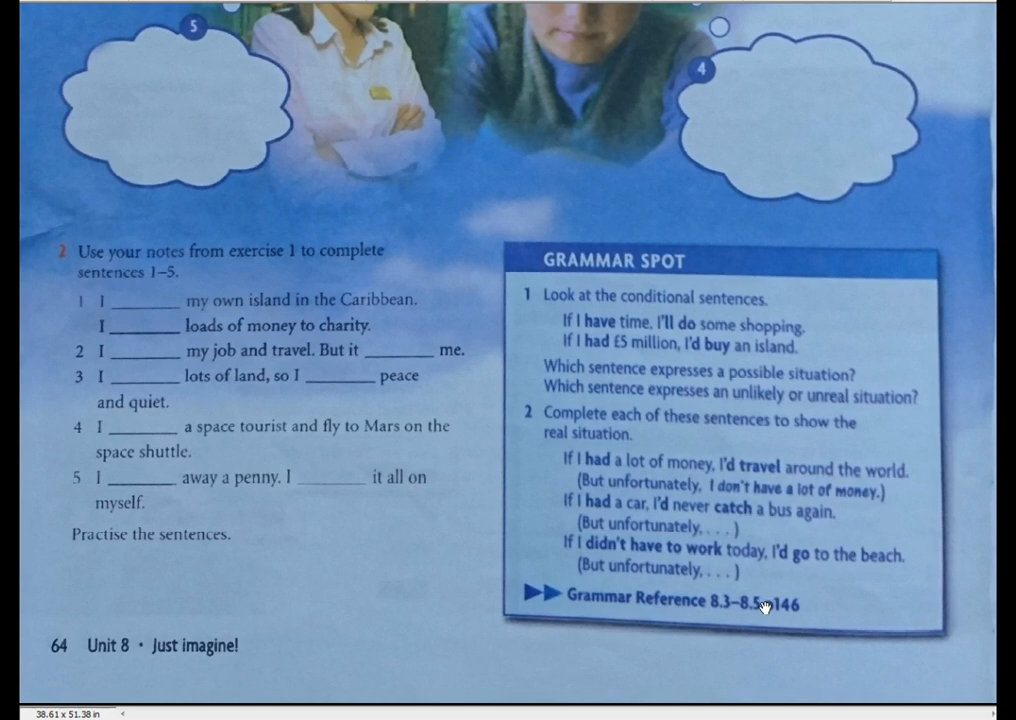 5
4
2 Use your notes from exercise 1 to complete
sentences 1–5.
1 I ________ my own island in the Caribbean.
I ________ loads of money to charity.
2 I ________ my job and travel. But it ________ me.
3 I ________ lots of land, so I ________ peace
and quiet.
4 I ________ a space tourist and fly to Mars on the
space shuttle.
5 I ________ away a penny. I ________ it all on
myself.
Practise the sentences.
64 Unit 8 · Just imagine!
GRAMMAR SPOT
1 Look at the conditional sentences.
If I have time, I'll do some shopping.
If I had £5 million, I'd buy an island.
Which sentence expresses a possible situation?
Which sentence expresses an unlikely or unreal situation?
2 Complete each of these sentences to show the
real situation.
If I had a lot of money, I'd travel around the world.
(But unfortunately, I don't have a lot of money.)
If I had a car, I'd never catch a bus again.
(But unfortunately, . . . )
If I didn't have to work today, I'd go to the beach.
(But unfortunately, . . . )
Grammar Reference 8.3–8.5 p146
38.61 x 51.38 in